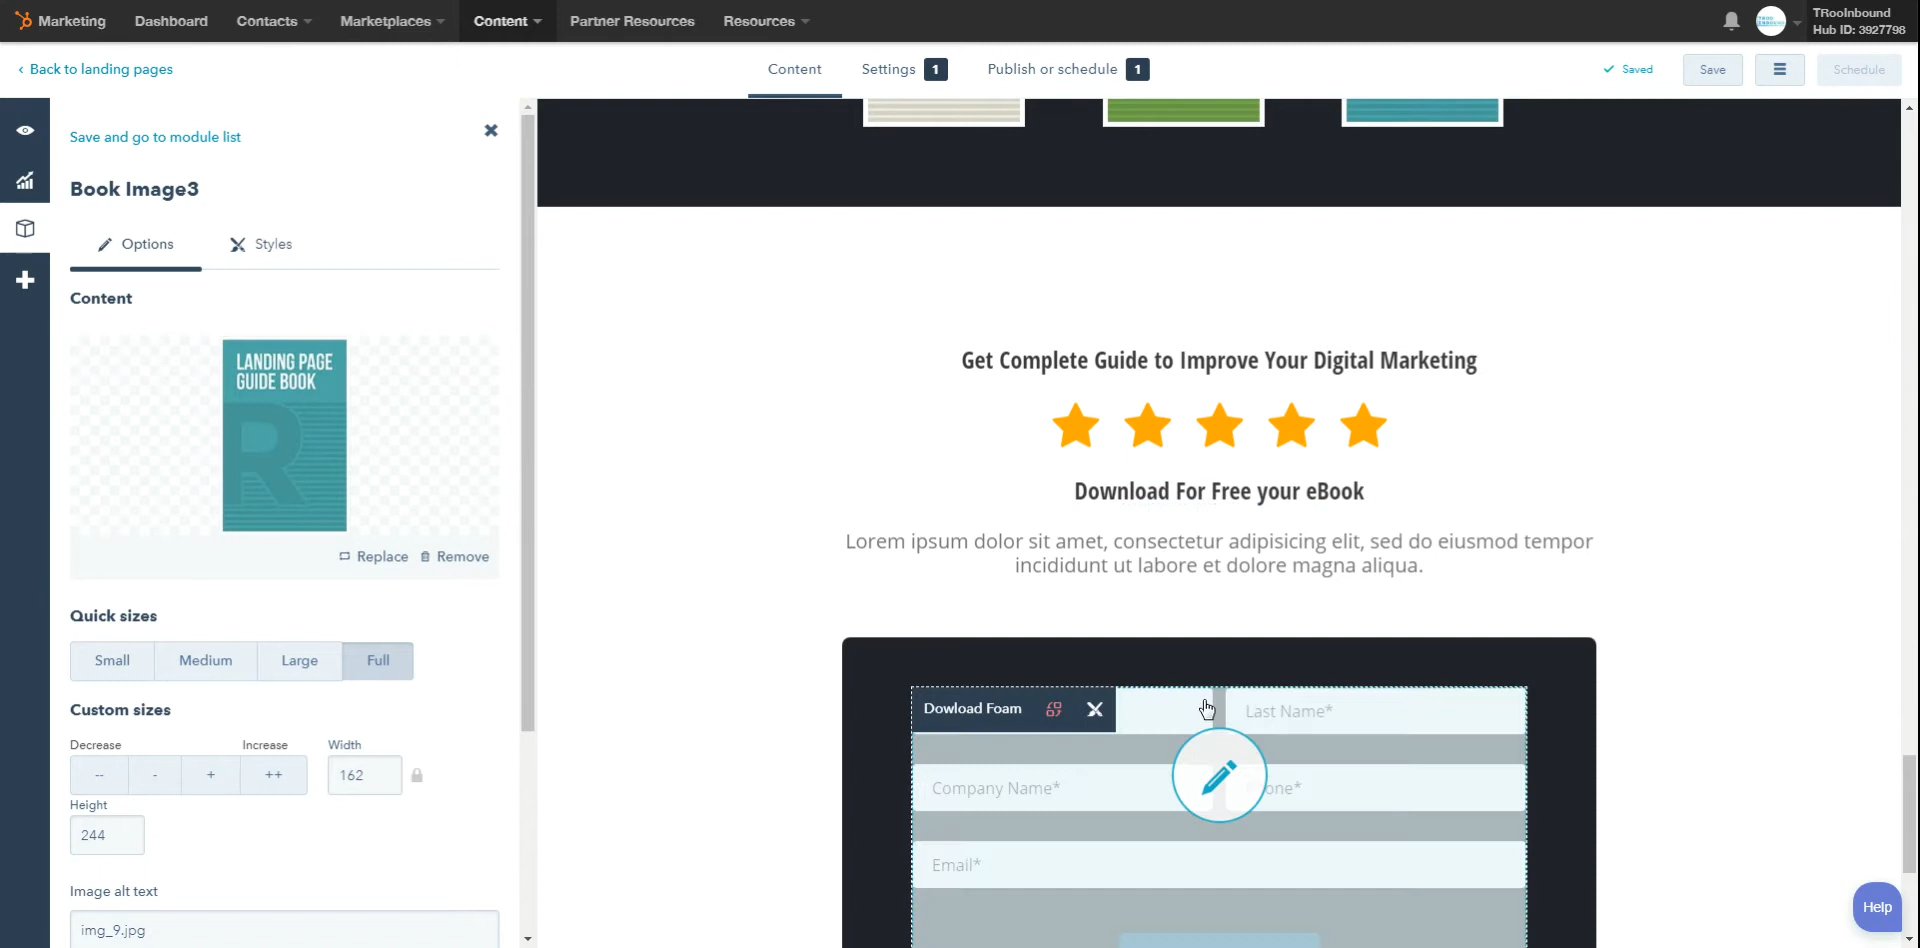 Marketing Dashboard Contacts Marketplaces Content Partner Resources Resources TRooInbound
Hub ID: 3927798
‹ Back to landing pages Content Settings 1 Publish or schedule 1 Saved Save Schedule
Save and go to module list
Book Image3
Options Styles
Content
LANDING PAGE
GUIDE BOOK
R
Replace Remove
Quick sizes
Small Medium Large Full
Custom sizes
Decrease Increase Width
-- - + ++ 162
Height
244
Image alt text
img_9.jpg
Get Complete Guide to Improve Your Digital Marketing
Download For Free your eBook
Lorem ipsum dolor sit amet, consectetur adipisicing elit, sed do eiusmod tempor
incididunt ut labore et dolore magna aliqua.
Dowload Foam Last Name*
Company Name* one*
Email*
Help